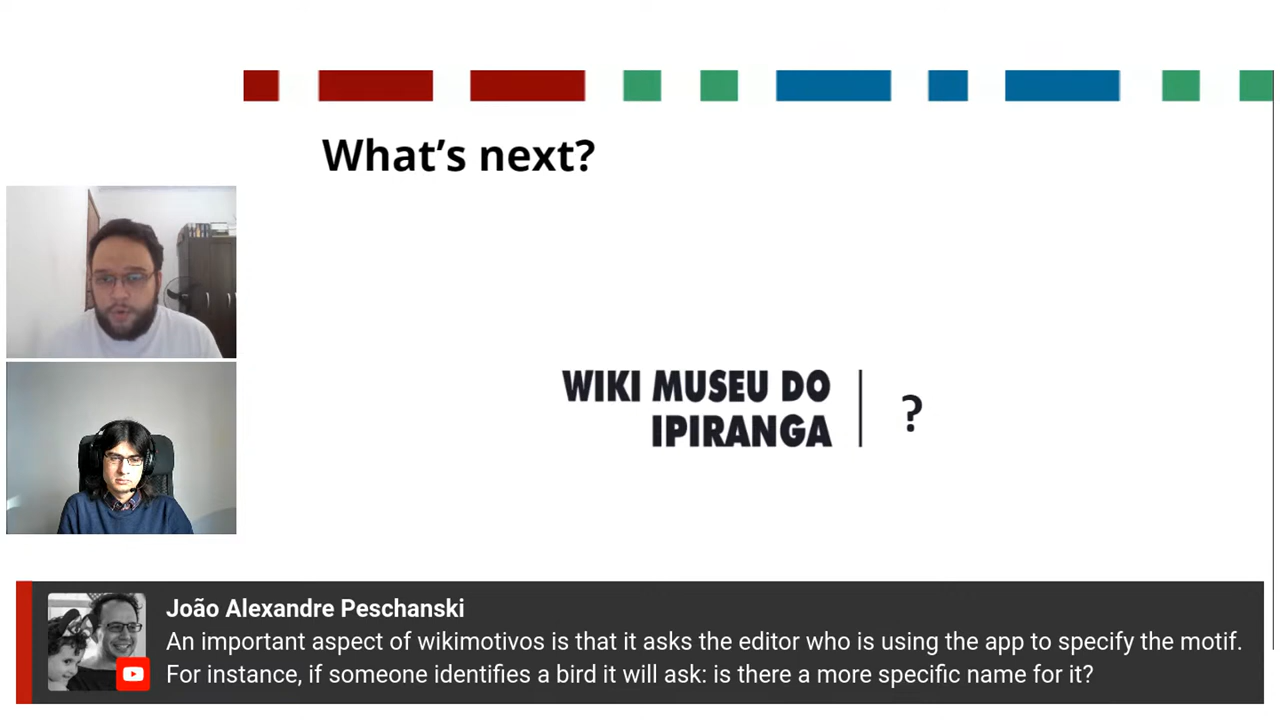 What’s next?
WIKI MUSEU DO
IPIRANGA
?
João Alexandre Peschanski
An important aspect of wikimotivos is that it asks the editor who is using the app to specify the motif.
For instance, if someone identifies a bird it will ask: is there a more specific name for it?